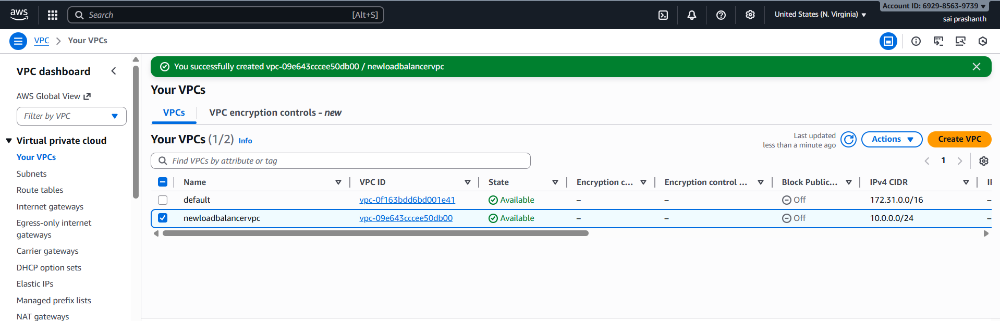 aws
Search [Alt+S]
United States (N. Virginia)
Account ID: 6929-8563-9739
sai prashanth
VPC
Your VPCs
VPC dashboard
AWS Global View
Filter by VPC
Virtual private cloud
Your VPCs
Subnets
Route tables
Internet gateways
Egress-only internet
gateways
Carrier gateways
DHCP option sets
Elastic IPs
Managed prefix lists
NAT gateways
You successfully created vpc-09e643cccee50db00 / newloadbalancervpc
Your VPCs
VPCs VPC encryption controls - new
Your VPCs (1/2) Info
Last updated
less than a minute ago
Actions
Create VPC
Find VPCs by attribute or tag
1
Name VPC ID State Encryption c... Encryption control ... Block Public... IPv4 CIDR
default vpc-0f163bdd6bd001e41 Available – – Off 172.31.0.0/16 –
newloadbalancervpc vpc-09e643cccee50db00 Available – – Off 10.0.0.0/24 –